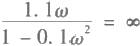 1.1ω / (1 − 0.1ω²) = ∞